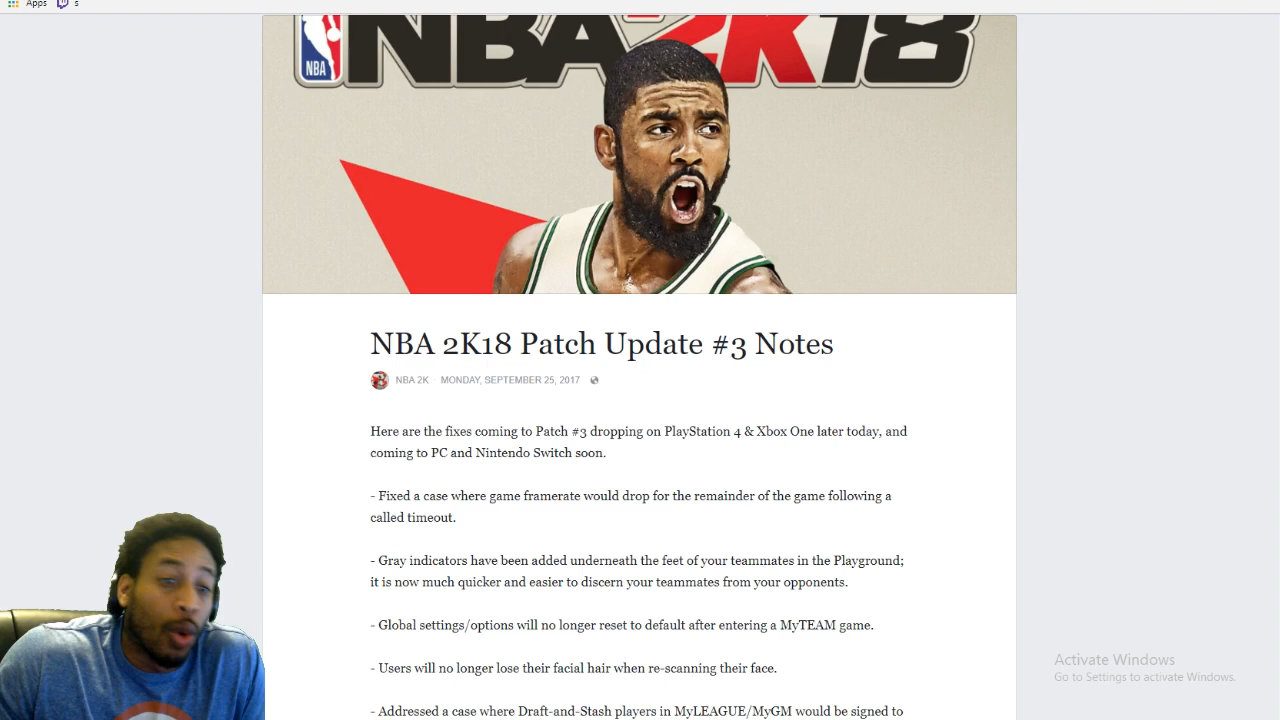 Apps
s
NBA 2K18
NBA
NBA 2K18 Patch Update #3 Notes
NBA 2K · MONDAY, SEPTEMBER 25, 2017
Here are the fixes coming to Patch #3 dropping on PlayStation 4 & Xbox One later today, and
coming to PC and Nintendo Switch soon.
- Fixed a case where game framerate would drop for the remainder of the game following a
called timeout.
- Gray indicators have been added underneath the feet of your teammates in the Playground;
it is now much quicker and easier to discern your teammates from your opponents.
- Global settings/options will no longer reset to default after entering a MyTEAM game.
- Users will no longer lose their facial hair when re-scanning their face.
- Addressed a case where Draft-and-Stash players in MyLEAGUE/MyGM would be signed to
Activate Windows
Go to Settings to activate Windows.